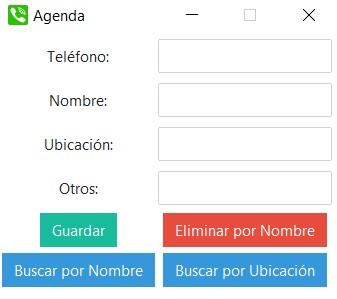 Agenda
Teléfono:
Nombre:
Ubicación:
Otros:
Guardar Eliminar por Nombre
Buscar por Nombre Buscar por Ubicación